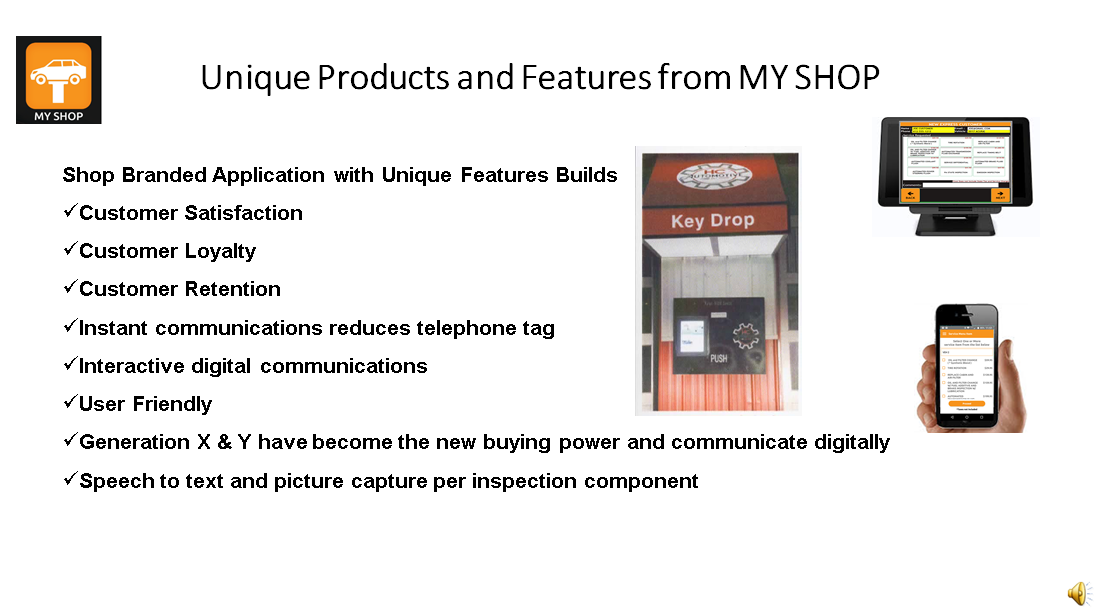 MY SHOP
Unique Products and Features from MY SHOP
Shop Branded Application with Unique Features Builds
✓Customer Satisfaction
✓Customer Loyalty
✓Customer Retention
✓Instant communications reduces telephone tag
✓Interactive digital communications
✓User Friendly
✓Generation X & Y have become the new buying power and communicate digitally
✓Speech to text and picture capture per inspection component
HC
AUTOMOTIVE
Key Drop
HC
PUSH
NEW EXPRESS CUSTOMER
BACK
NEXT